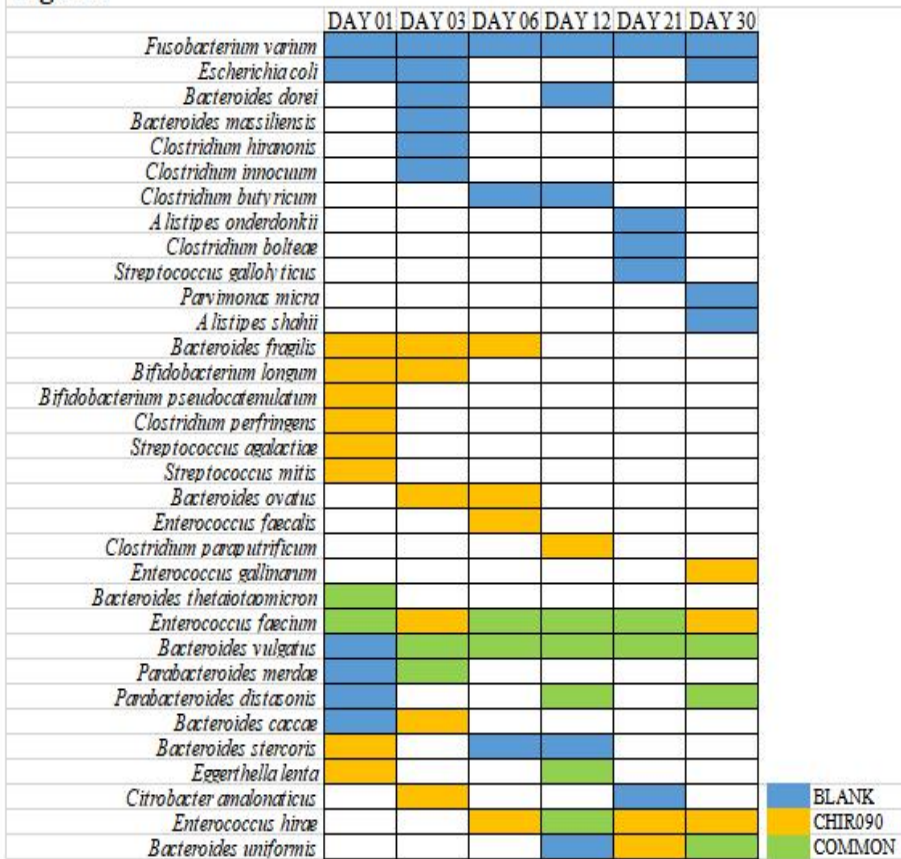 DAY 01 DAY 03 DAY 06 DAY 12 DAY 21 DAY 30
Fusobacterium varium
Escherichia coli
Bacteroides dorei
Bacteroides massiliensis
Clostridium hiranonis
Clostridium innocuum
Clostridium butyricum
Alistipes onderdonkii
Clostridium bolteae
Streptococcus gallolyticus
Parvimonas micra
Alistipes shahii
Bacteroides fragilis
Bifidobacterium longum
Bifidobacterium pseudocatenulatum
Clostridium perfringens
Streptococcus agalactiae
Streptococcus mitis
Bacteroides ovatus
Enterococcus faecalis
Clostridium paraputrificum
Enterococcus gallinarum
Bacteroides thetaiotaomicron
Enterococcus faecium
Bacteroides vulgatus
Parabacteroides merdae
Parabacteroides distasonis
Bacteroides caccae
Bacteroides stercoris
Eggerthella lenta
Citrobacter amalonaticus
Enterococcus hirae
Bacteroides uniformis
BLANK
CHIR090
COMMON